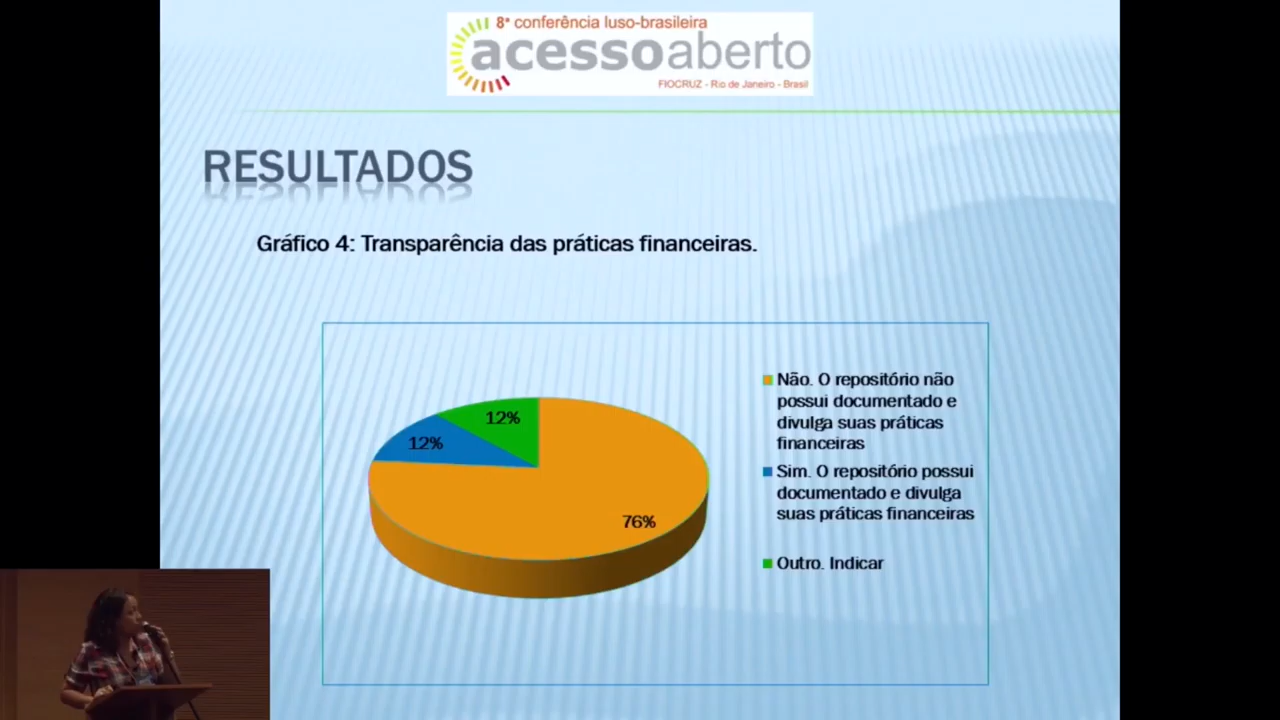 8ª conferência luso-brasileira
acessoaberto
FIOCRUZ - Rio de Janeiro - Brasil
RESULTADOS
Gráfico 4: Transparência das práticas financeiras.
12%
12%
76%
Não. O repositório não
possui documentado e
divulga suas práticas
financeiras
Sim. O repositório possui
documentado e divulga
suas práticas financeiras
Outro. Indicar